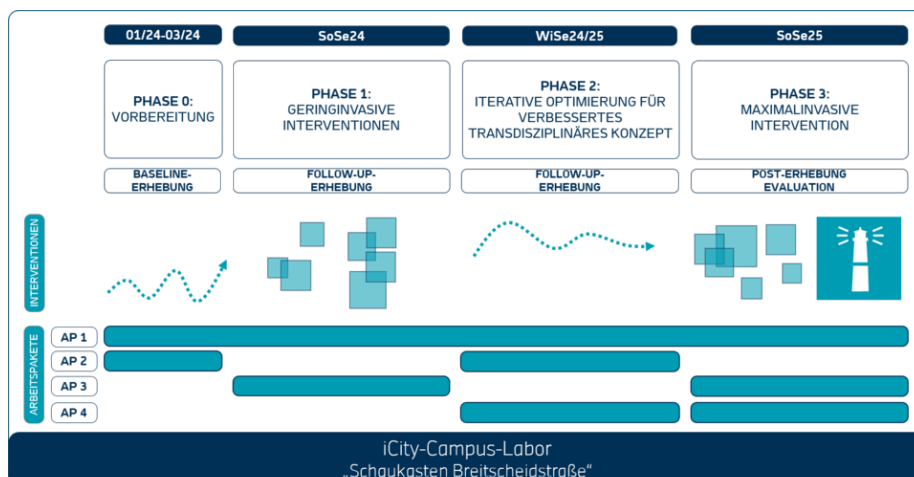 01/24-03/24
SoSe24
WiSe24/25
SoSe25
PHASE 0:
VORBEREITUNG
PHASE 1:
GERINGINVASIVE
INTERVENTIONEN
PHASE 2:
ITERATIVE OPTIMIERUNG FÜR
VERBESSERTES
TRANSDISZIPLINÄRES KONZEPT
PHASE 3:
MAXIMALINVASIVE
INTERVENTION
BASELINE-
ERHEBUNG
FOLLOW-UP-
ERHEBUNG
FOLLOW-UP-
ERHEBUNG
POST-ERHEBUNG
EVALUATION
INTERVENTIONEN
ARBEITSPAKETE
AP 1
AP 2
AP 3
AP 4
iCity-Campus-Labor
„Schaukasten Breitscheidstraße“